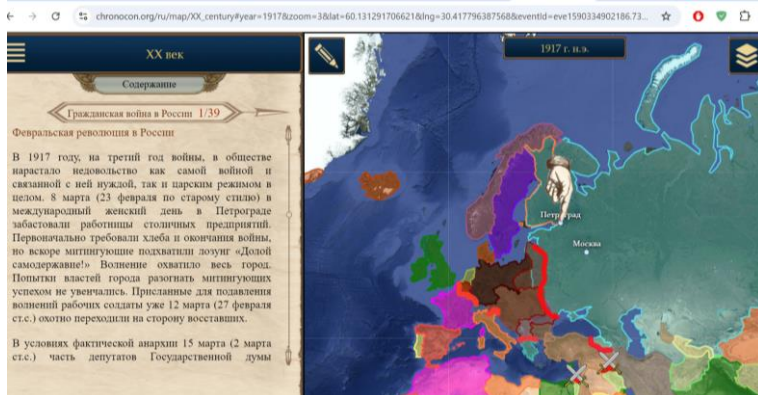 chronocon.org/ru/map/XX_century#year=1917&zoom=3&lat=60.131291706621&lng=30.417796387568&eventId=eve1590334902186.73...
XX век
1917 г. н.э.
Содержание
Гражданская война в России 1/39
Февральская революция в России
В 1917 году, на третий год войны, в обществе
нарастало недовольство как самой войной и
связанной с ней нуждой, так и царским режимом в
целом. 8 марта (23 февраля по старому стилю) в
международный женский день в Петрограде
забастовали работницы столичных предприятий.
Первоначально требовали хлеба и окончания войны,
но вскоре митингующие подхватили лозунг «Долой
самодержавие!» Волнение охватило весь город.
Попытки властей города разогнать митингующих
успехом не увенчались. Присланные для подавления
волнений рабочих солдаты уже 12 марта (27 февраля
ст.с.) охотно переходили на сторону восставших.
В условиях фактической анархии 15 марта (2 марта
ст.с.) часть депутатов Государственной думы
Петроград
Москва